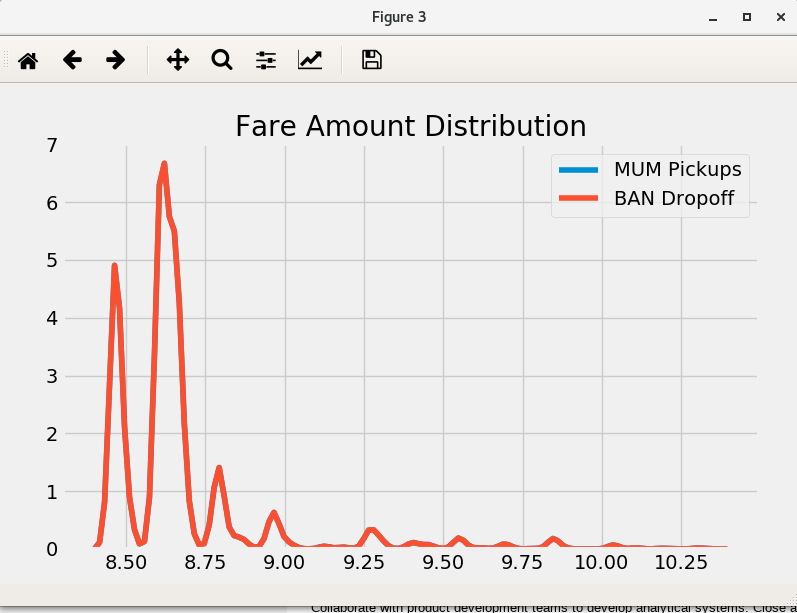 Figure 3
Fare Amount Distribution
MUM Pickups
BAN Dropoff
7
6
5
4
3
2
1
0
8.50 8.75 9.00 9.25 9.50 9.75 10.00 10.25
Collaborate with product development teams to develop analytical systems. Close a